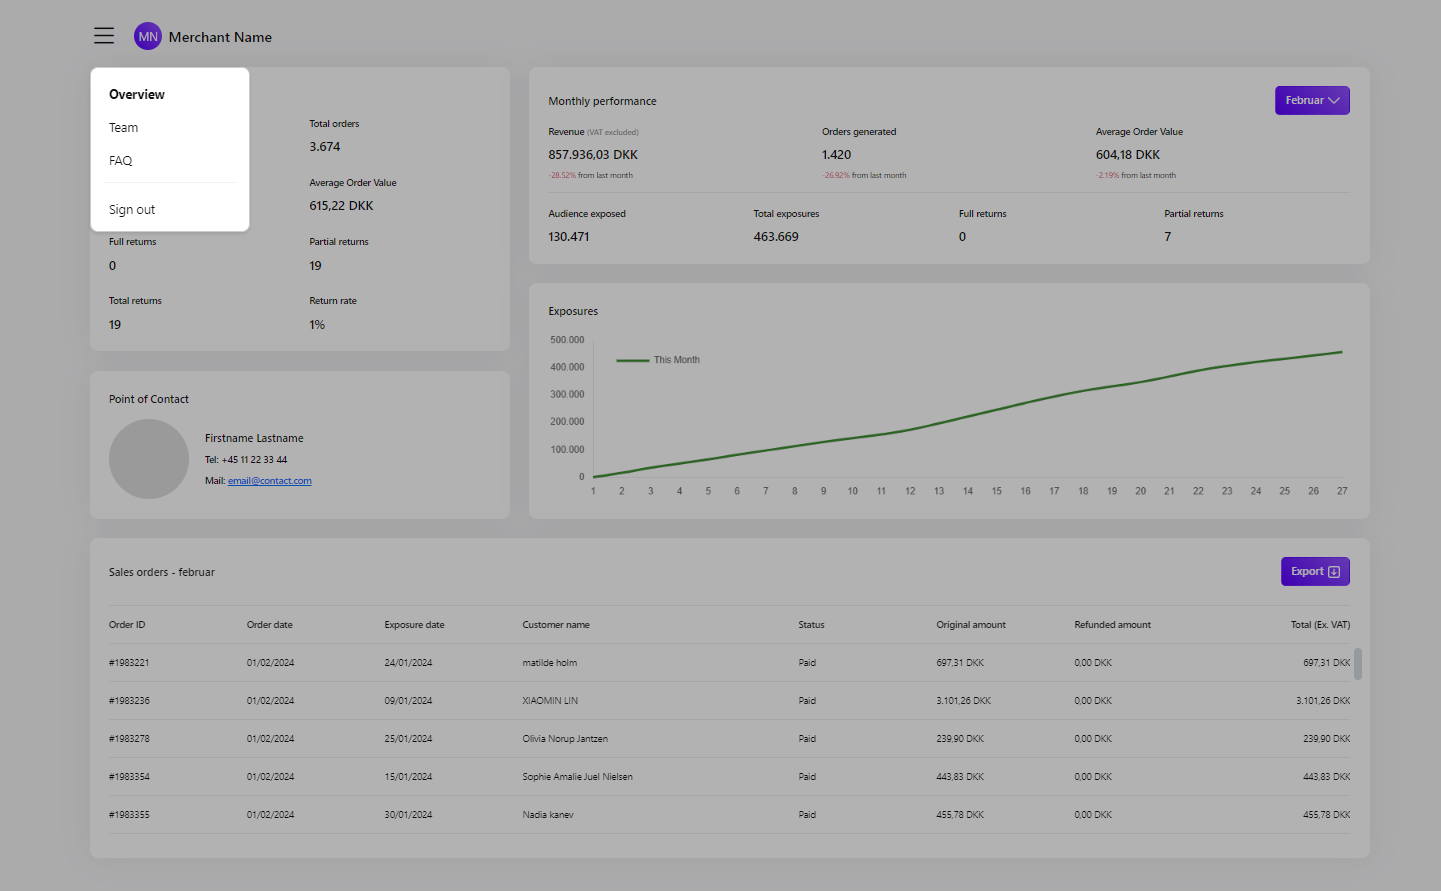 MN Merchant Name
Overview
Team
FAQ
Sign out
Total orders
3.674
Average Order Value
615,22 DKK
Full returns
0
Partial returns
19
Total returns
19
Return rate
1%
Monthly performance
Februar
Revenue (VAT excluded)
857.936,03 DKK
-28.52% from last month
Orders generated
1.420
-26.92% from last month
Average Order Value
604,18 DKK
-2.19% from last month
Audience exposed
130.471
Total exposures
463.669
Full returns
0
Partial returns
7
Point of Contact
Firstname Lastname
Tel: +45 11 22 33 44
Mail: email@contact.com
Exposures
This Month
500.000
400.000
300.000
200.000
100.000
0
1 2 3 4 5 6 7 8 9 10 11 12 13 14 15 16 17 18 19 20 21 22 23 24 25 26 27
Sales orders - februar
Export
Order ID Order date Exposure date Customer name Status Original amount Refunded amount Total (Ex. VAT)
#1983221 01/02/2024 24/01/2024 matilde holm Paid 697,31 DKK 0,00 DKK 697,31 DKK
#1983236 01/02/2024 09/01/2024 XIAOMIN LIN Paid 3.101,26 DKK 0,00 DKK 3.101,26 DKK
#1983278 01/02/2024 25/01/2024 Olivia Norup Jantzen Paid 239,90 DKK 0,00 DKK 239,90 DKK
#1983354 01/02/2024 15/01/2024 Sophie Amalie Juel Nielsen Paid 443,83 DKK 0,00 DKK 443,83 DKK
#1983355 01/02/2024 30/01/2024 Nadia kanev Paid 455,78 DKK 0,00 DKK 455,78 DKK